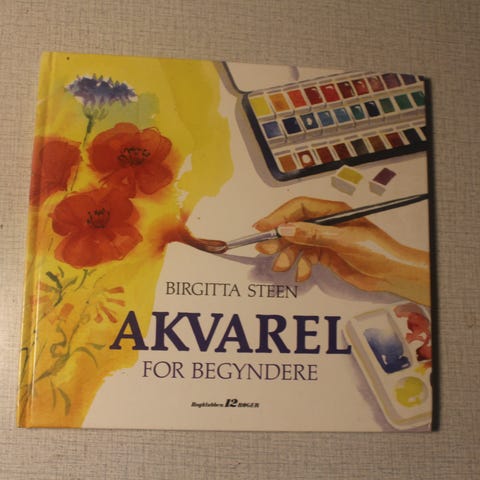 BIRGITTA STEEN
AKVAREL
FOR BEGYNDERE
Bogklubben 12 BØGER